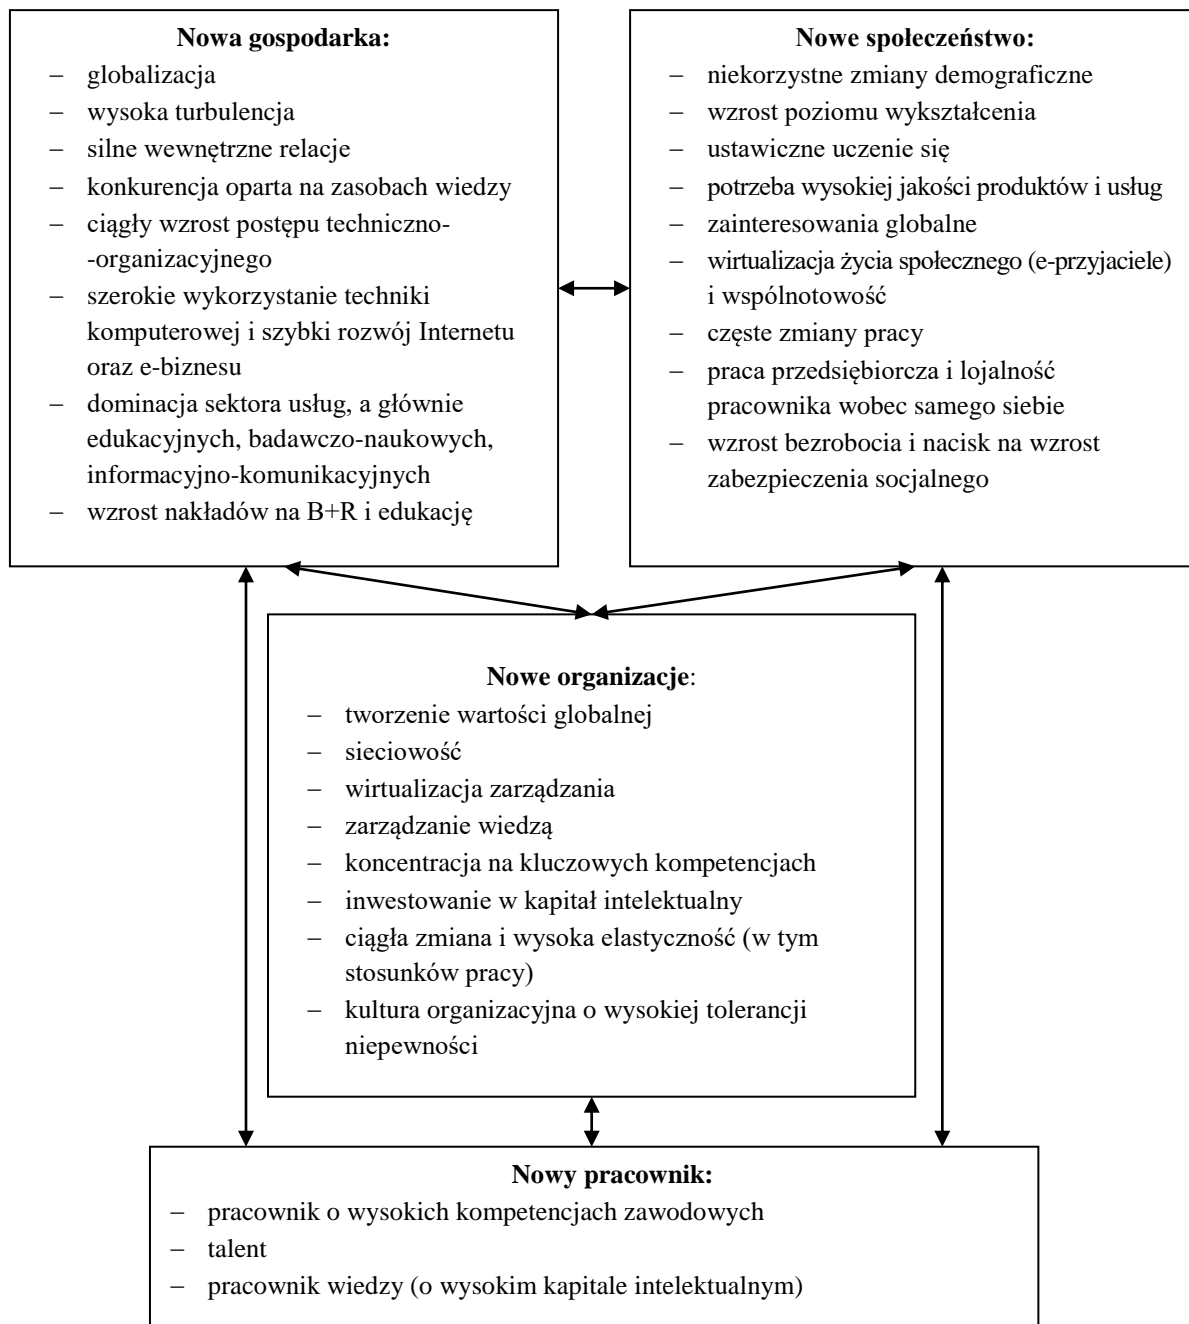 Nowa gospodarka:
– globalizacja
– wysoka turbulencja
– silne wewnętrzne relacje
– konkurencja oparta na zasobach wiedzy
– ciągły wzrost postępu techniczno-
-organizacyjnego
– szerokie wykorzystanie techniki
komputerowej i szybki rozwój Internetu
oraz e-biznesu
– dominacja sektora usług, a głównie
edukacyjnych, badawczo-naukowych,
informacyjno-komunikacyjnych
– wzrost nakładów na B+R i edukację
Nowe społeczeństwo:
– niekorzystne zmiany demograficzne
– wzrost poziomu wykształcenia
– ustawiczne uczenie się
– potrzeba wysokiej jakości produktów i usług
– zainteresowania globalne
– wirtualizacja życia społecznego (e-przyjaciele)
i wspólnotowość
– częste zmiany pracy
– praca przedsiębiorcza i lojalność
pracownika wobec samego siebie
– wzrost bezrobocia i nacisk na wzrost
zabezpieczenia socjalnego
Nowe organizacje:
– tworzenie wartości globalnej
– sieciowość
– wirtualizacja zarządzania
– zarządzanie wiedzą
– koncentracja na kluczowych kompetencjach
– inwestowanie w kapitał intelektualny
– ciągła zmiana i wysoka elastyczność (w tym
stosunków pracy)
– kultura organizacyjna o wysokiej tolerancji
niepewności
Nowy pracownik:
– pracownik o wysokich kompetencjach zawodowych
– talent
– pracownik wiedzy (o wysokim kapitale intelektualnym)